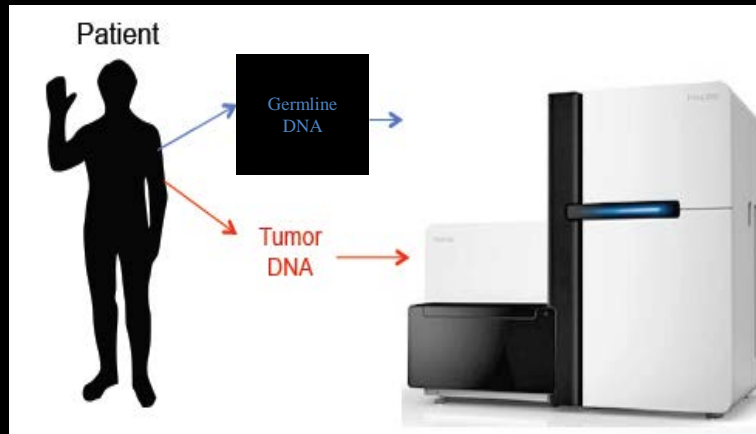 Patient
Germline
DNA
Tumor
DNA